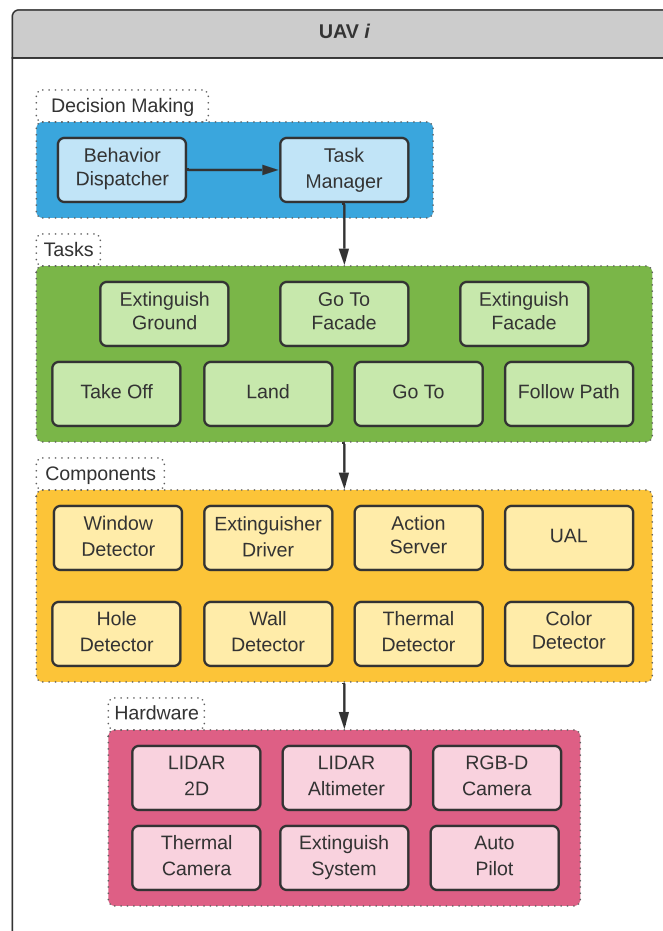 UAV i
Decision Making
Behavior
Dispatcher
Task
Manager
Tasks
Extinguish
Ground
Go To
Facade
Extinguish
Facade
Take Off
Land
Go To
Follow Path
Components
Window
Detector
Extinguisher
Driver
Action
Server
UAL
Hole
Detector
Wall
Detector
Thermal
Detector
Color
Detector
Hardware
LIDAR
2D
LIDAR
Altimeter
RGB-D
Camera
Thermal
Camera
Extinguish
System
Auto
Pilot